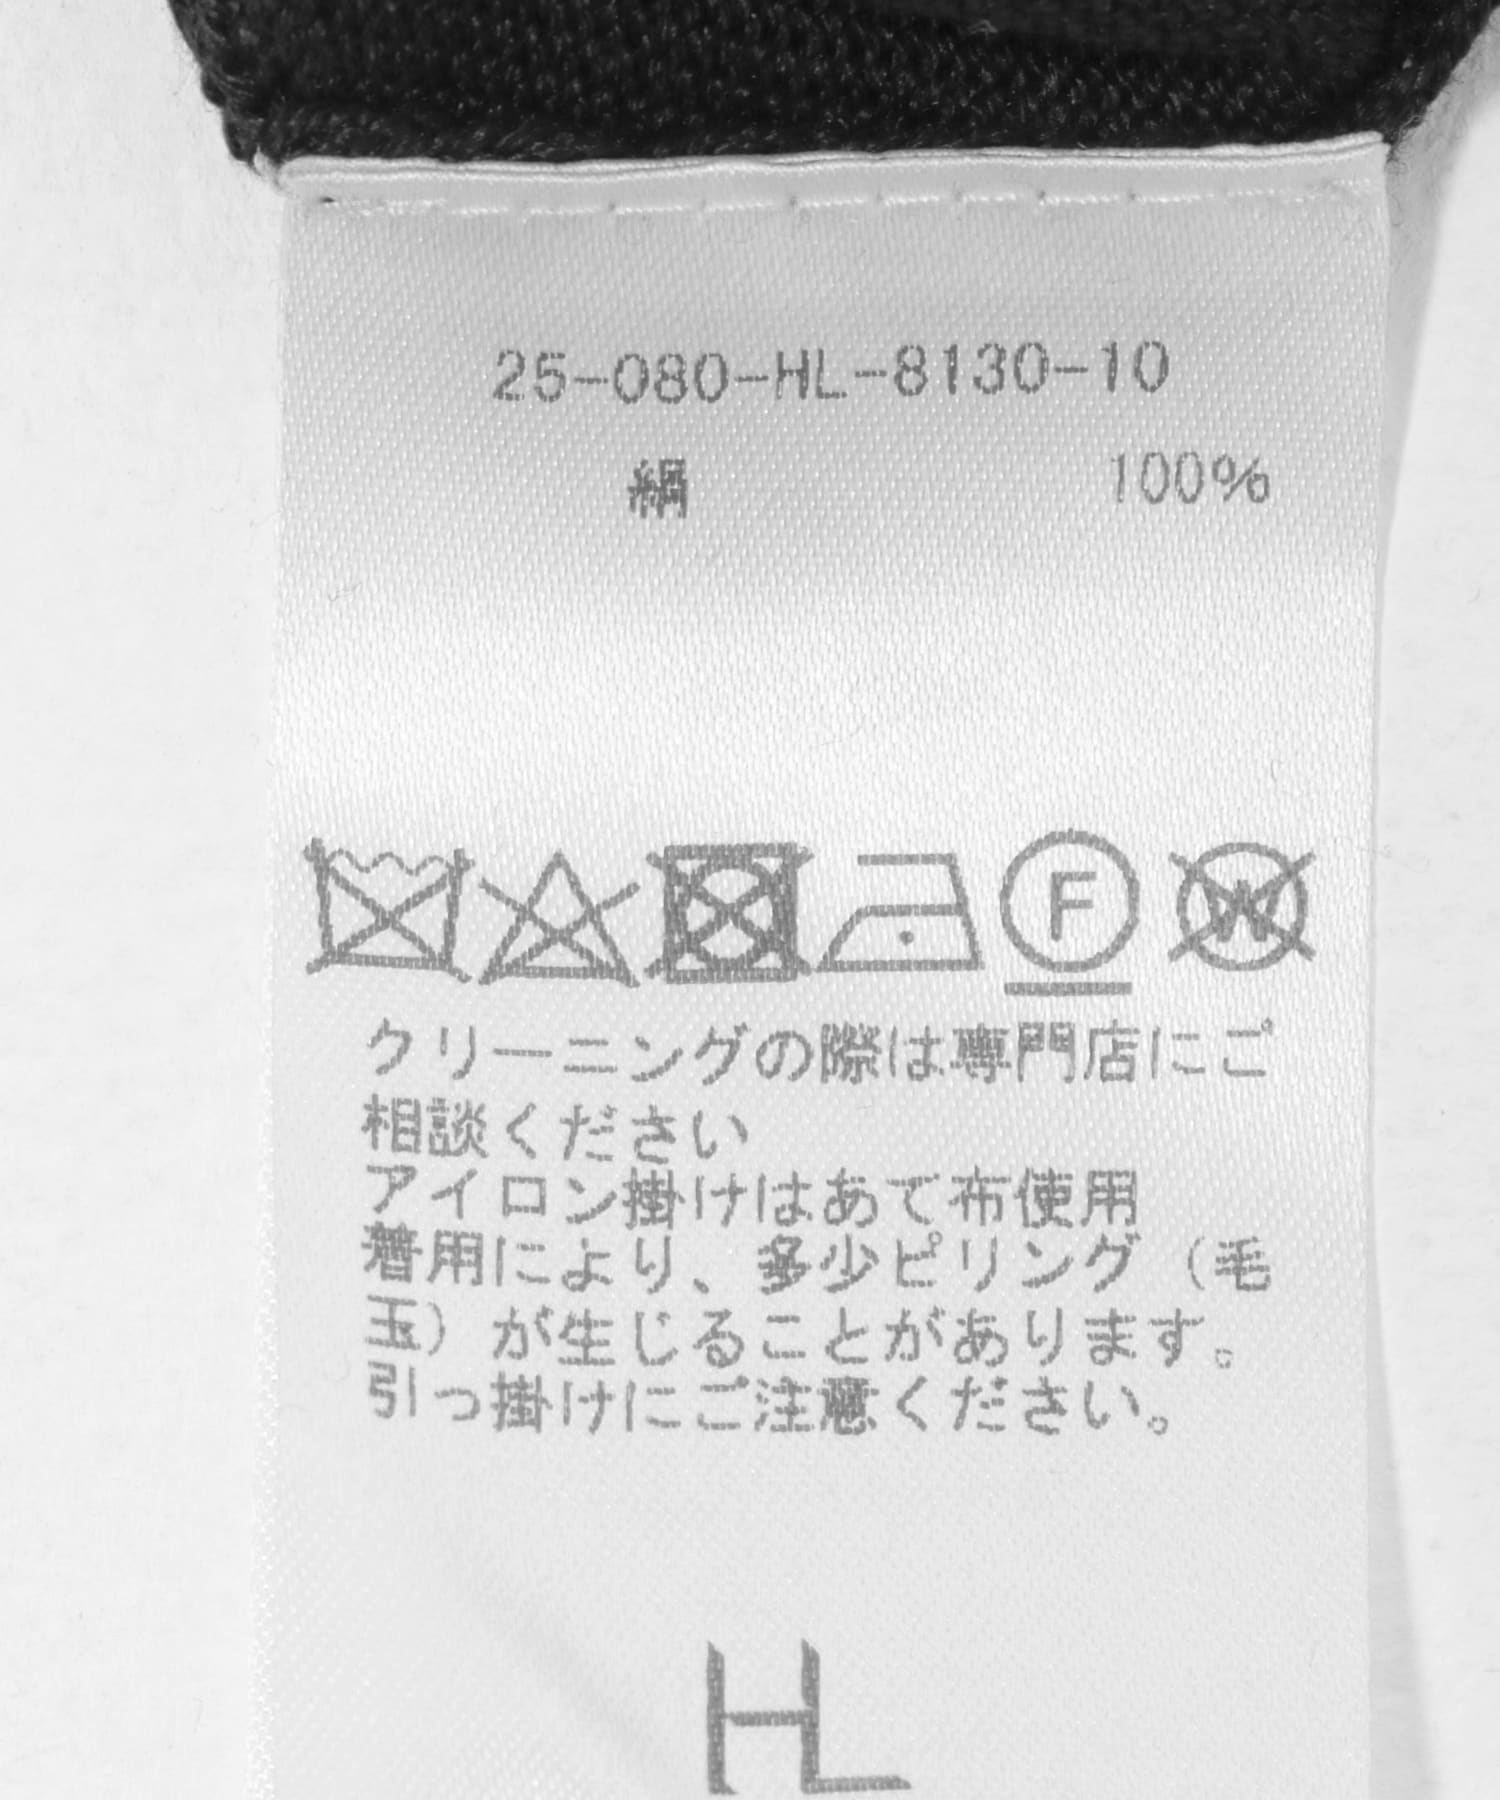 25-080-HL-8130-10
絹 100%
F W
クリーニングの際は専門店にご
相談ください
アイロン掛けはあて布使用
着用により、多少ピリング（毛
玉）が生じることがあります。
引っ掛けにご注意ください。
HL